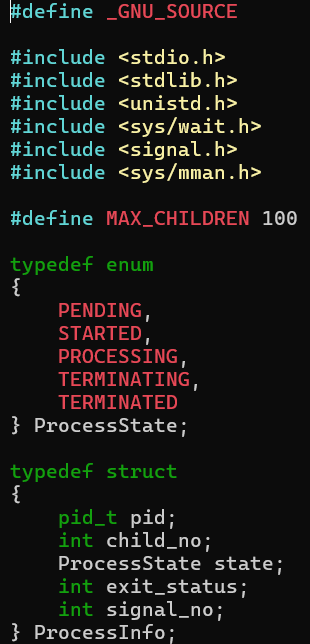 #define _GNU_SOURCE
#include <stdio.h>
#include <stdlib.h>
#include <unistd.h>
#include <sys/wait.h>
#include <signal.h>
#include <sys/mman.h>
#define MAX_CHILDREN 100
typedef enum
{
    PENDING,
    STARTED,
    PROCESSING,
    TERMINATING,
    TERMINATED
} ProcessState;
typedef struct
{
    pid_t pid;
    int child_no;
    ProcessState state;
    int exit_status;
    int signal_no;
} ProcessInfo;